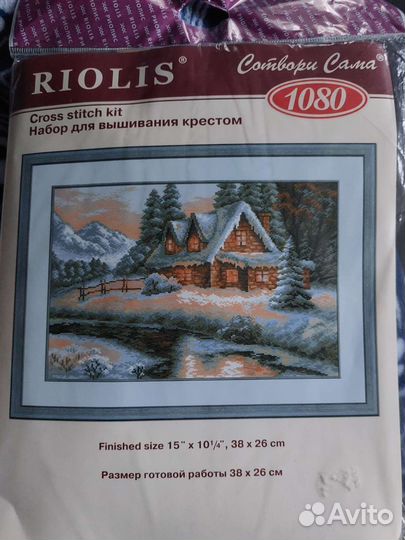 RIOLIS®
Cross stitch kit
Набор для вышивания крестом
Сотвори Сама®
1080
Finished size 15" x 10¼", 38 x 26 cm
Размер готовой работы 38 x 26 см
Avito